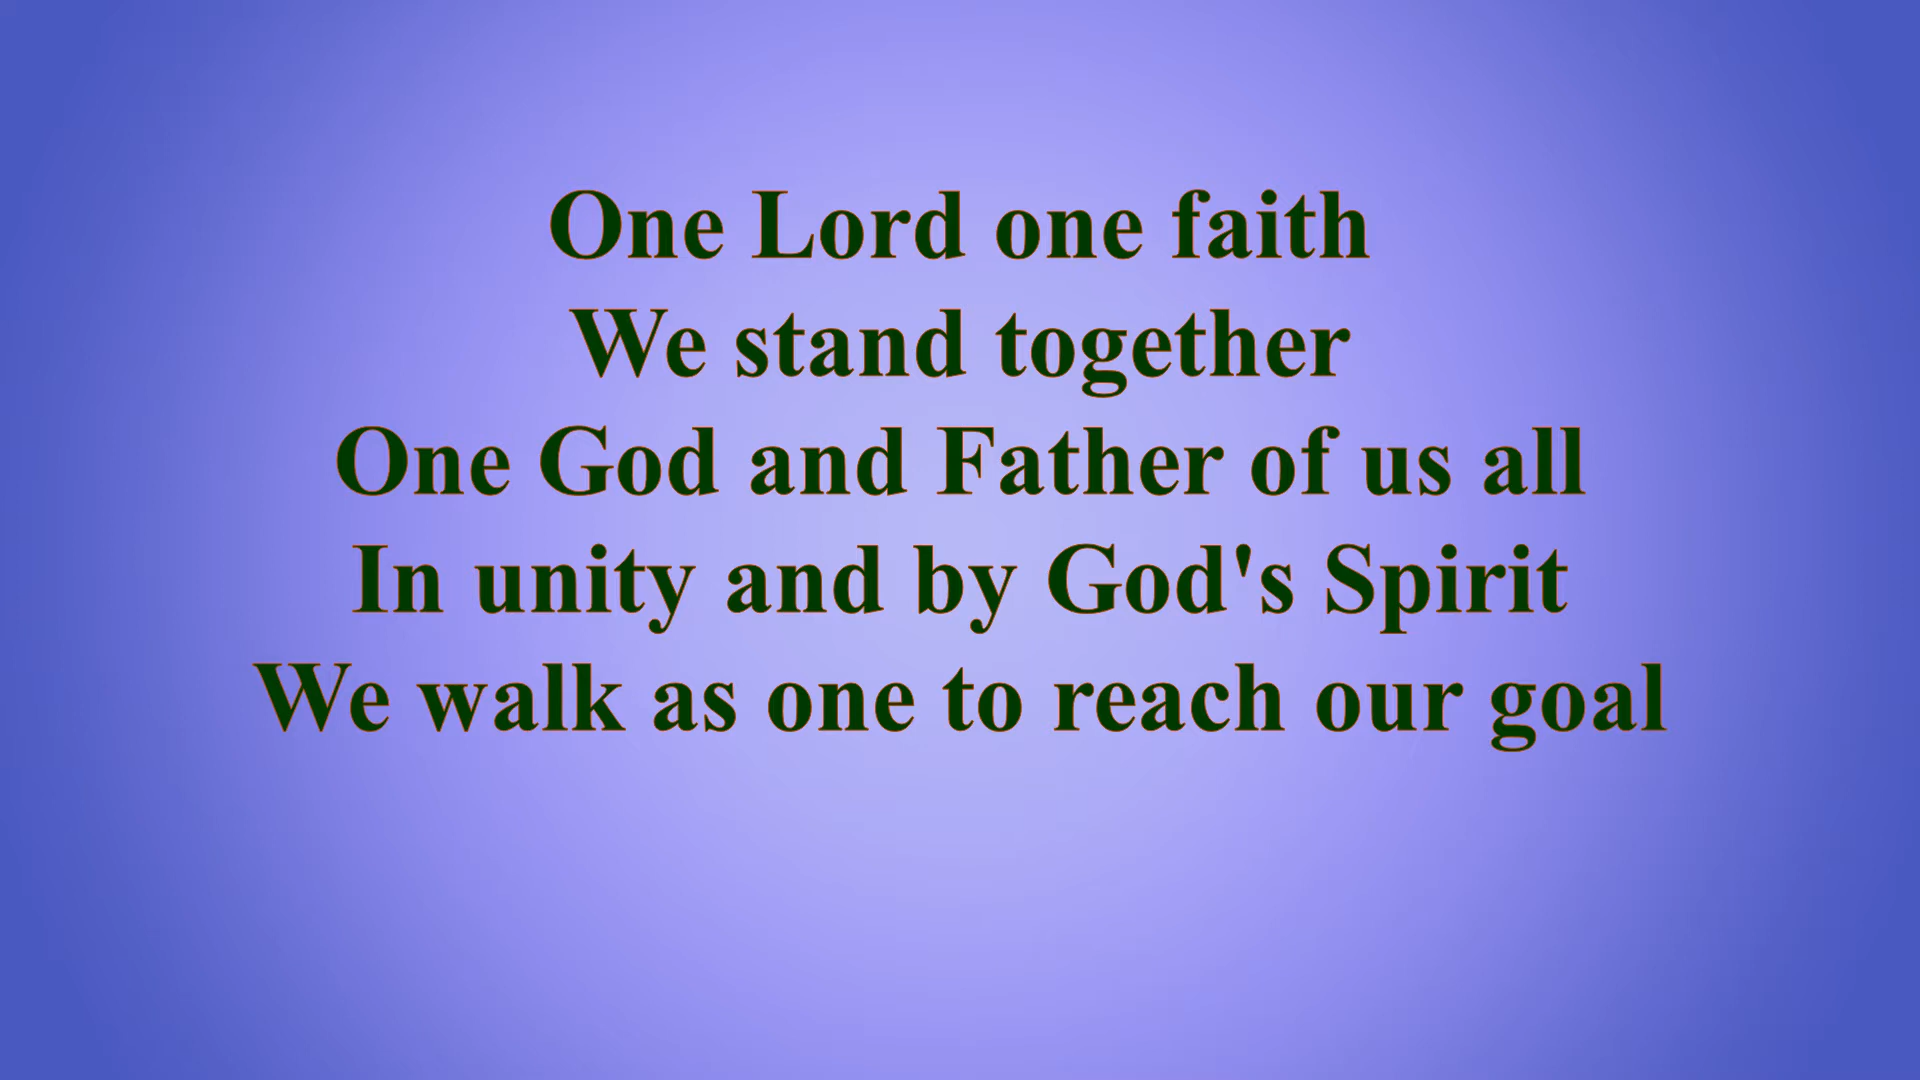 One Lord one faith
We stand together
One God and Father of us all
In unity and by God's Spirit
We walk as one to reach our goal